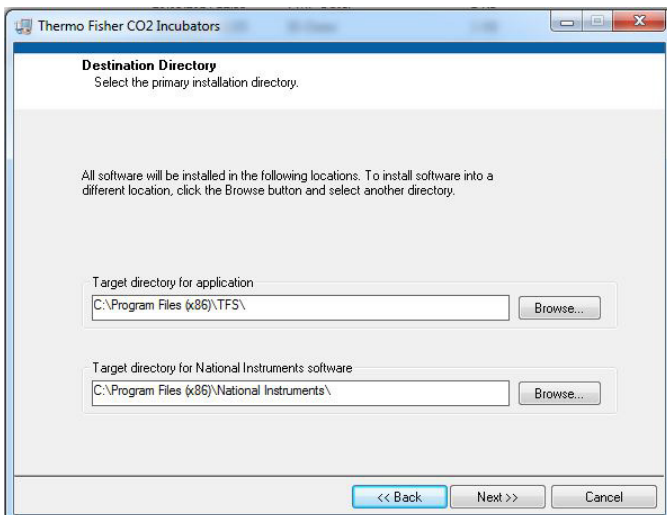 Thermo Fisher CO2 Incubators
Destination Directory
Select the primary installation directory.
All software will be installed in the following locations. To install software into a
different location, click the Browse button and select another directory.
Target directory for application
C:\Program Files (x86)\TFS\
Browse...
Target directory for National Instruments software
C:\Program Files (x86)\National Instruments\
Browse...
<< Back
Next >>
Cancel